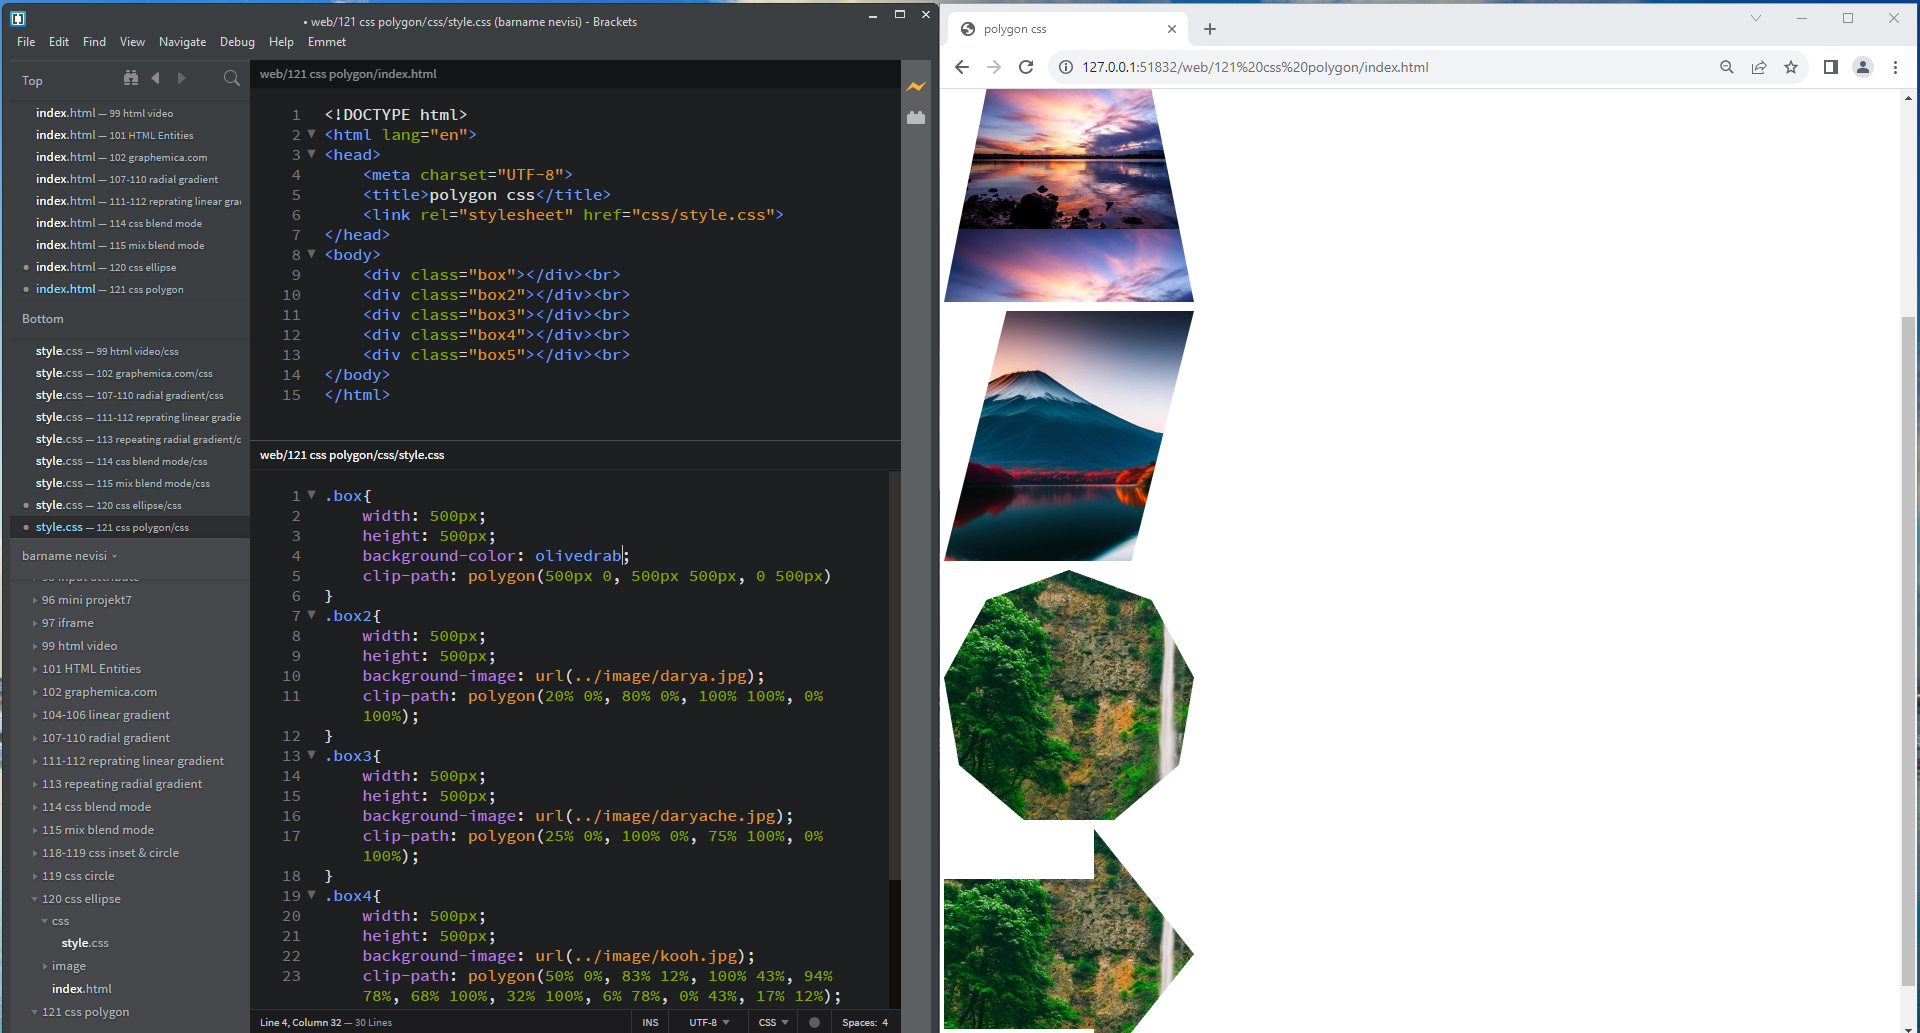 • web/121 css polygon/css/style.css (barname nevisi) - Brackets
File Edit Find View Navigate Debug Help Emmet
Top
index.html — 99 html video
index.html — 101 HTML Entities
index.html — 102 graphemica.com
index.html — 107-110 radial gradient
index.html — 111-112 reprating linear gra
index.html — 114 css blend mode
index.html — 115 mix blend mode
index.html — 120 css ellipse
index.html — 121 css polygon
Bottom
style.css — 99 html video/css
style.css — 102 graphemica.com/css
style.css — 107-110 radial gradient/css
style.css — 111-112 reprating linear gradie
style.css — 113 repeating radial gradient/c
style.css — 114 css blend mode/css
style.css — 115 mix blend mode/css
style.css — 120 css ellipse/css
style.css — 121 css polygon/css
barname nevisi
96 mini projekt7
97 iframe
99 html video
101 HTML Entities
102 graphemica.com
104-106 linear gradient
107-110 radial gradient
111-112 reprating linear gradient
113 repeating radial gradient
114 css blend mode
115 mix blend mode
118-119 css inset & circle
119 css circle
120 css ellipse
css
style.css
image
index.html
121 css polygon
web/121 css polygon/index.html
1 <!DOCTYPE html>
2 <html lang="en">
3 <head>
4 <meta charset="UTF-8">
5 <title>polygon css</title>
6 <link rel="stylesheet" href="css/style.css">
7 </head>
8 <body>
9 <div class="box"></div><br>
10 <div class="box2"></div><br>
11 <div class="box3"></div><br>
12 <div class="box4"></div><br>
13 <div class="box5"></div><br>
14 </body>
15 </html>
web/121 css polygon/css/style.css
1 .box{
2 width: 500px;
3 height: 500px;
4 background-color: olivedrab;
5 clip-path: polygon(500px 0, 500px 500px, 0 500px)
6 }
7 .box2{
8 width: 500px;
9 height: 500px;
10 background-image: url(../image/darya.jpg);
11 clip-path: polygon(20% 0%, 80% 0%, 100% 100%, 0%
100%);
12 }
13 .box3{
14 width: 500px;
15 height: 500px;
16 background-image: url(../image/daryache.jpg);
17 clip-path: polygon(25% 0%, 100% 0%, 75% 100%, 0%
100%);
18 }
19 .box4{
20 width: 500px;
21 height: 500px;
22 background-image: url(../image/kooh.jpg);
23 clip-path: polygon(50% 0%, 83% 12%, 100% 43%, 94%
78%, 68% 100%, 32% 100%, 6% 78%, 0% 43%, 17% 12%);
Line 4, Column 32 — 30 Lines
INS UTF-8 CSS Spaces: 4
polygon css
127.0.0.1:51832/web/121%20css%20polygon/index.html